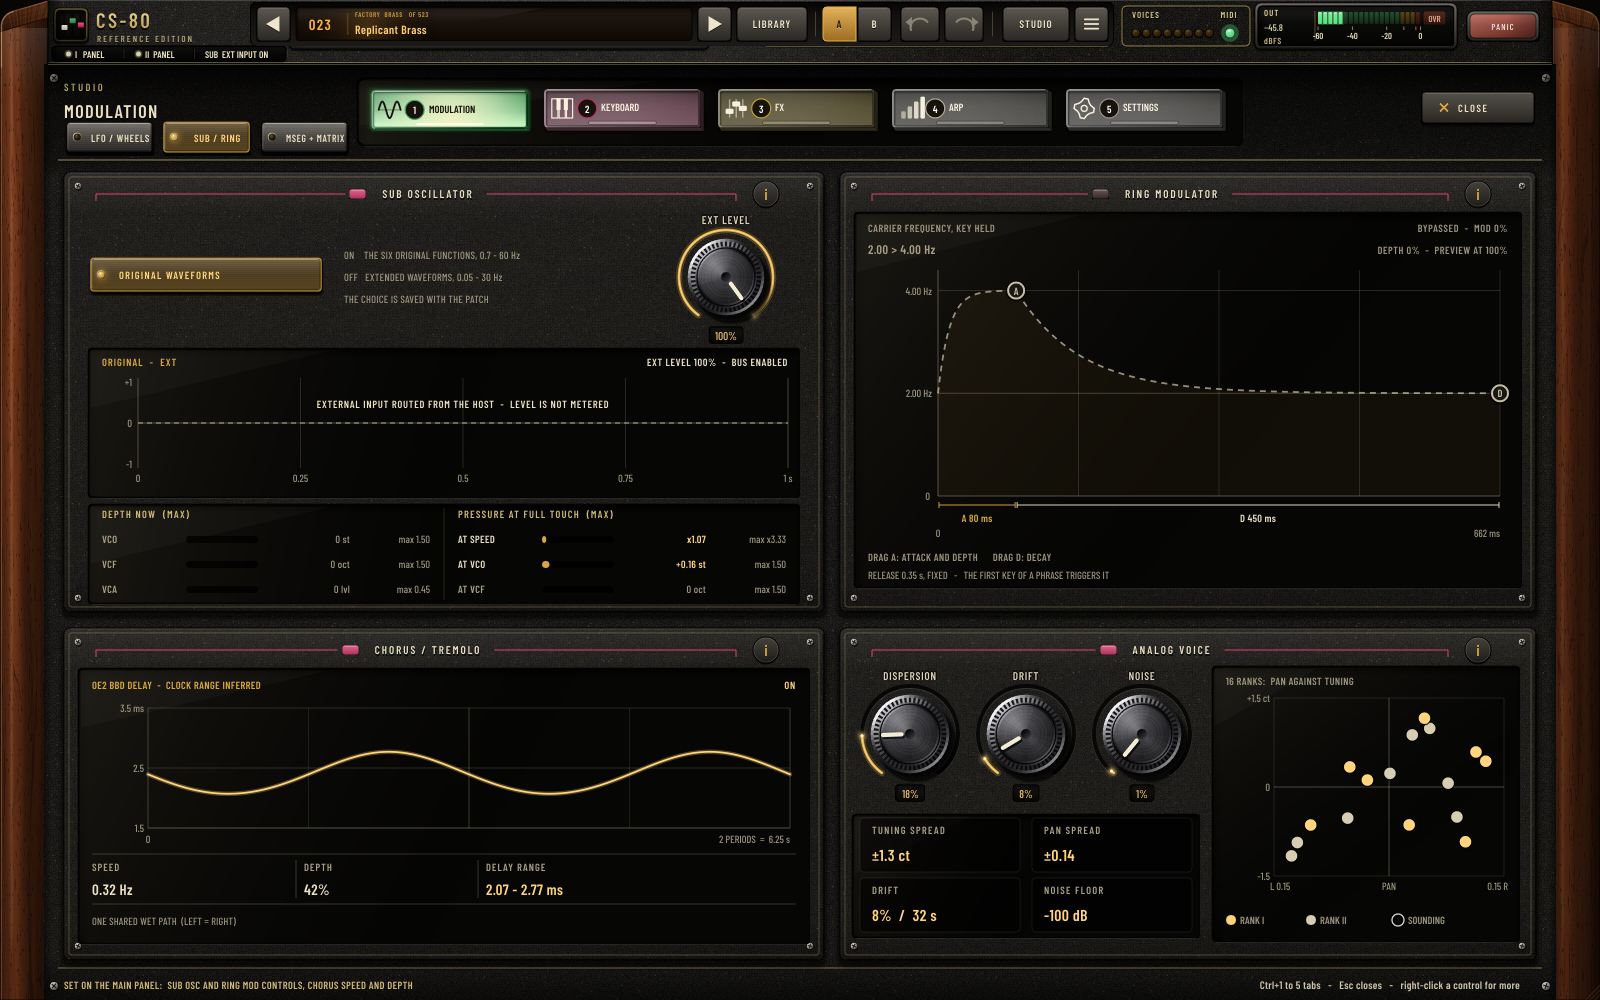 CS-80
REFERENCE EDITION
I PANEL
II PANEL
SUB EXT INPUT ON
023
FACTORY BRASS OF 523
Replicant Brass
LIBRARY
A
B
STUDIO
VOICES
MIDI
OUT
-45.8
dBFS
-60 -40 -20 0
OVR
PANIC
STUDIO
MODULATION
LFO / WHEELS
SUB / RING
MSEG + MATRIX
1 MODULATION
2 KEYBOARD
3 FX
4 ARP
5 SETTINGS
CLOSE
SUB OSCILLATOR
i
ORIGINAL WAVEFORMS
ON THE SIX ORIGINAL FUNCTIONS, 0.7 - 60 Hz
OFF EXTENDED WAVEFORMS, 0.05 - 30 Hz
THE CHOICE IS SAVED WITH THE PATCH
EXT LEVEL
100%
ORIGINAL - EXT
EXT LEVEL 100% - BUS ENABLED
+1
EXTERNAL INPUT ROUTED FROM THE HOST - LEVEL IS NOT METERED
0
-1
0 0.25 0.5 0.75 1 s
DEPTH NOW (MAX)
VCO 0 st max 1.50
VCF 0 oct max 1.50
VCA 0 lvl max 0.45
PRESSURE AT FULL TOUCH (MAX)
AT SPEED x1.07 max x3.33
AT VCO +0.16 st max 1.50
AT VCF 0 oct max 1.50
RING MODULATOR
i
CARRIER FREQUENCY, KEY HELD
BYPASSED - MOD 0%
2.00 > 4.00 Hz
DEPTH 0% - PREVIEW AT 100%
4.00 Hz
A
2.00 Hz
D
0
A 80 ms
D 450 ms
0
662 ms
DRAG A: ATTACK AND DEPTH DRAG D: DECAY
RELEASE 0.35 s, FIXED - THE FIRST KEY OF A PHRASE TRIGGERS IT
CHORUS / TREMOLO
i
OE2 BBD DELAY - CLOCK RANGE INFERRED
ON
3.5 ms
2.5
1.5
0
2 PERIODS = 6.25 s
SPEED
0.32 Hz
DEPTH
42%
DELAY RANGE
2.07 - 2.77 ms
ONE SHARED WET PATH (LEFT = RIGHT)
ANALOG VOICE
i
DISPERSION
18%
DRIFT
8%
NOISE
1%
TUNING SPREAD
±1.3 ct
PAN SPREAD
±0.14
DRIFT
8% / 32 s
NOISE FLOOR
-100 dB
16 RANKS: PAN AGAINST TUNING
+1.5 ct
0
-1.5
L 0.15 PAN 0.15 R
RANK I
RANK II
SOUNDING
SET ON THE MAIN PANEL: SUB OSC AND RING MOD CONTROLS, CHORUS SPEED AND DEPTH
Ctrl+1 to 5 tabs - Esc closes - right-click a control for more